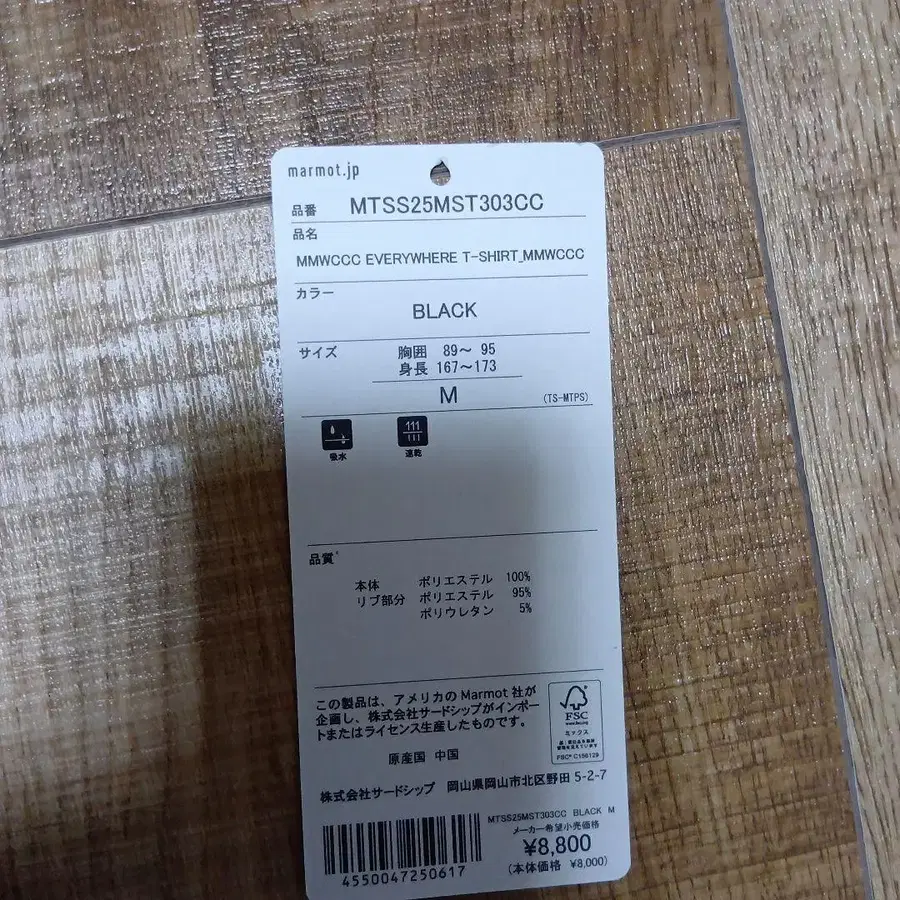 marmot.jp
品番 MTSS25MST303CC
品名
MMWCCC EVERYWHERE T-SHIRT_MMWCCC
カラー
BLACK
サイズ 胸囲 89～ 95
身長 167～173
M (TS-MTPS)
吸水 速乾
品質
本体 ポリエステル 100%
リブ部分 ポリエステル 95%
ポリウレタン 5%
この製品は、アメリカの Marmot 社が
企画し、株式会社サードシップがインポー
トまたはライセンス生産したものです。
原産国 中国
FSC
www.fsc.org
ミックス
FSC® C156129
株式会社サードシップ 岡山県岡山市北区野田 5-2-7
MTSS25MST303CC BLACK M
メーカー希望小売価格
¥8,800
(本体価格 ¥8,000)
4550047250617